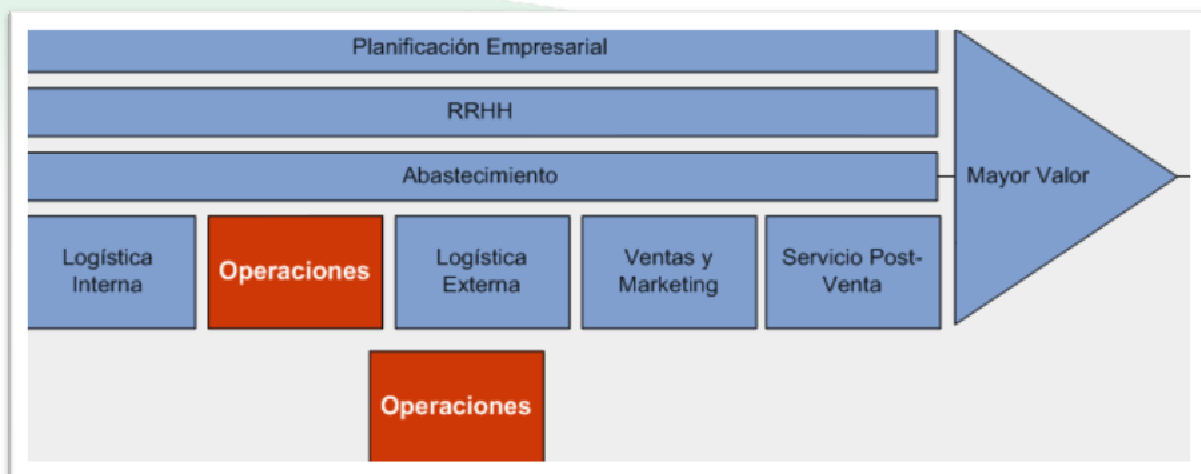 Planificación Empresarial
RRHH
Abastecimiento
Mayor Valor
Logística
Interna
Operaciones
Logística
Externa
Ventas y
Marketing
Servicio Post-
Venta
Operaciones